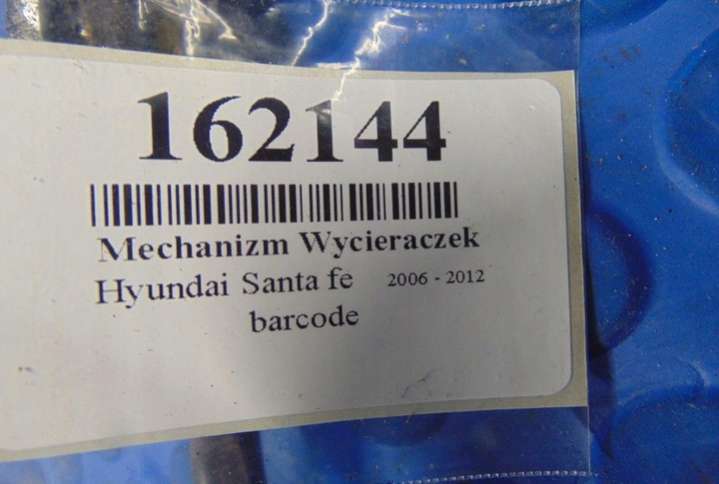 162144
Mechanizm Wycieraczek
Hyundai Santa fe 2006 - 2012
barcode